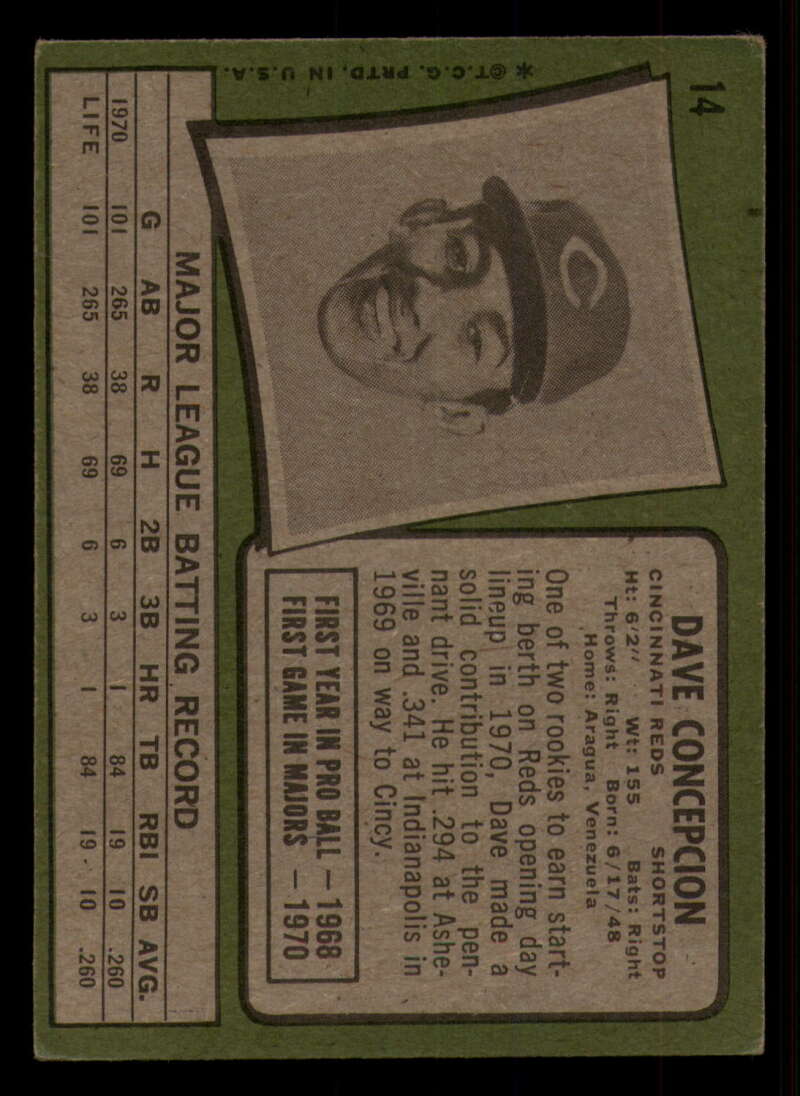 14
* ©T.C.G. PRTD. IN U.S.A.
C
DAVE CONCEPCION
CINCINNATI REDS SHORTSTOP
Ht: 6'2" Wt: 155 Bats: Right
Throws: Right Born: 6/17/48
Home: Aragua, Venezuela
One of two rookies to earn start-
ing berth on Reds opening day
lineup in 1970, Dave made a
solid contribution to the pen-
nant drive. He hit .294 at Ashe-
ville and .341 at Indianapolis in
1969 on way to Cincy.
FIRST YEAR IN PRO BALL — 1968
FIRST GAME IN MAJORS — 1970
MAJOR LEAGUE BATTING RECORD
G AB R H 2B 3B HR TB RBI SB AVG.
1970 101 265 38 69 6 3 1 84 19 10 .260
LIFE 101 265 38 69 6 3 1 84 19 10 .260